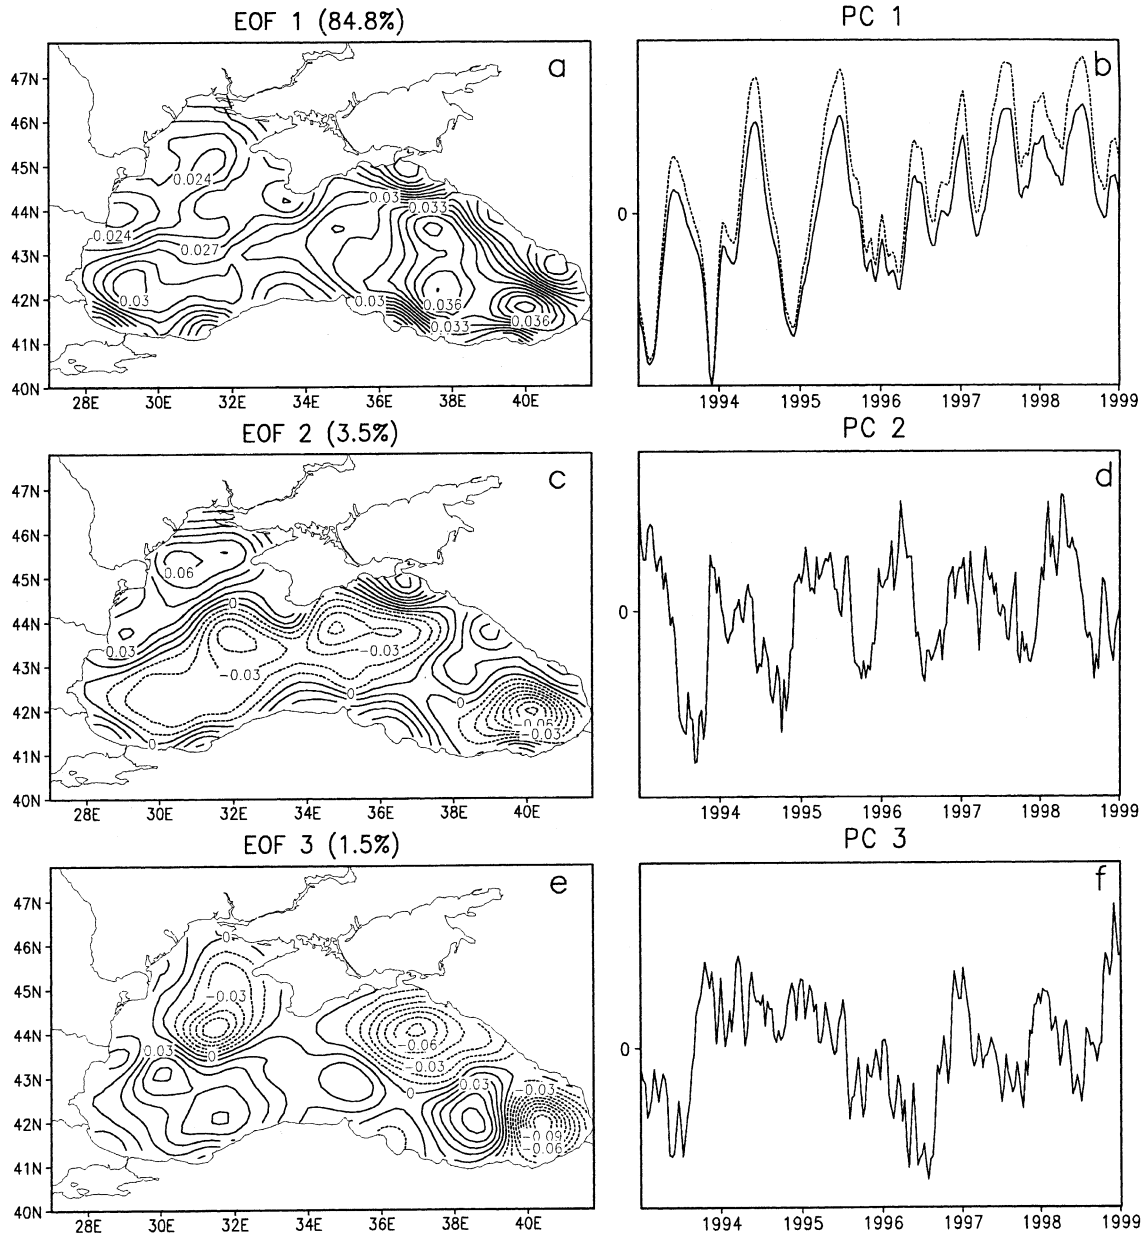 EOF 1 (84.8%)
PC 1
a
b
47N
46N
45N
44N
43N
42N
41N
40N
0.024
0.03
0.033
0.024
0.027
0.03
0.03
0.036
0.033
0.036
28E 30E 32E 34E 36E 38E 40E
0
1994 1995 1996 1997 1998 1999
EOF 2 (3.5%)
PC 2
c
d
47N
46N
45N
44N
43N
42N
41N
40N
0.06
0
0.03
-0.03
-0.03
0
0
-0.06
-0.03
0
28E 30E 32E 34E 36E 38E 40E
0
1994 1995 1996 1997 1998 1999
EOF 3 (1.5%)
PC 3
e
f
47N
46N
45N
44N
43N
42N
41N
40N
0
-0.03
0.03
0
-0.06
-0.03
0
0.03
-0.03
-0.09
-0.06
28E 30E 32E 34E 36E 38E 40E
0
1994 1995 1996 1997 1998 1999